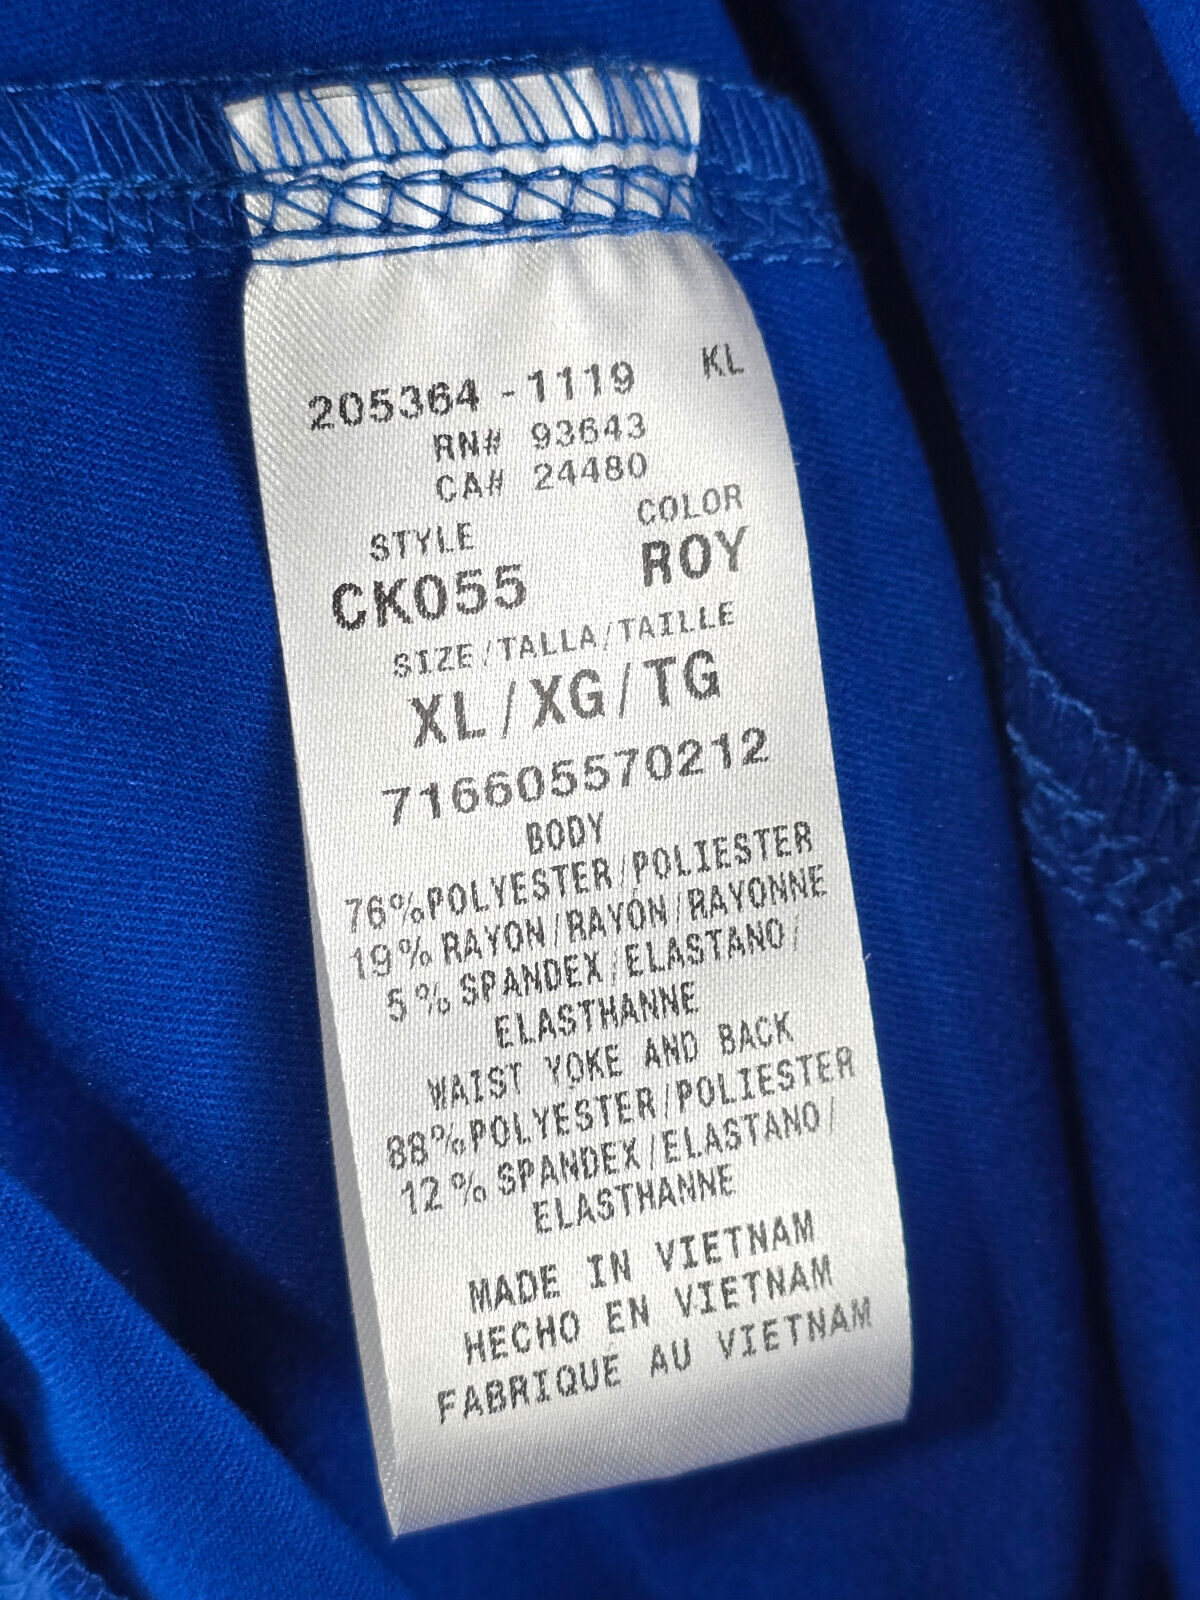 205364-1119 KL
RN# 93643
CA# 24480
STYLE COLOR
CK055 ROY
SIZE/TALLA/TAILLE
XL/XG/TG
716605570212
BODY
76%POLYESTER/POLIESTER
19%RAYON/RAYÓN/RAYONNE
5%SPANDEX/ELASTANO/
ELASTHANNE
WAIST YOKE AND BACK
88%POLYESTER/POLIESTER
12%SPANDEX/ELASTANO/
ELASTHANNE
MADE IN VIETNAM
HECHO EN VIETNAM
FABRIQUE AU VIETNAM